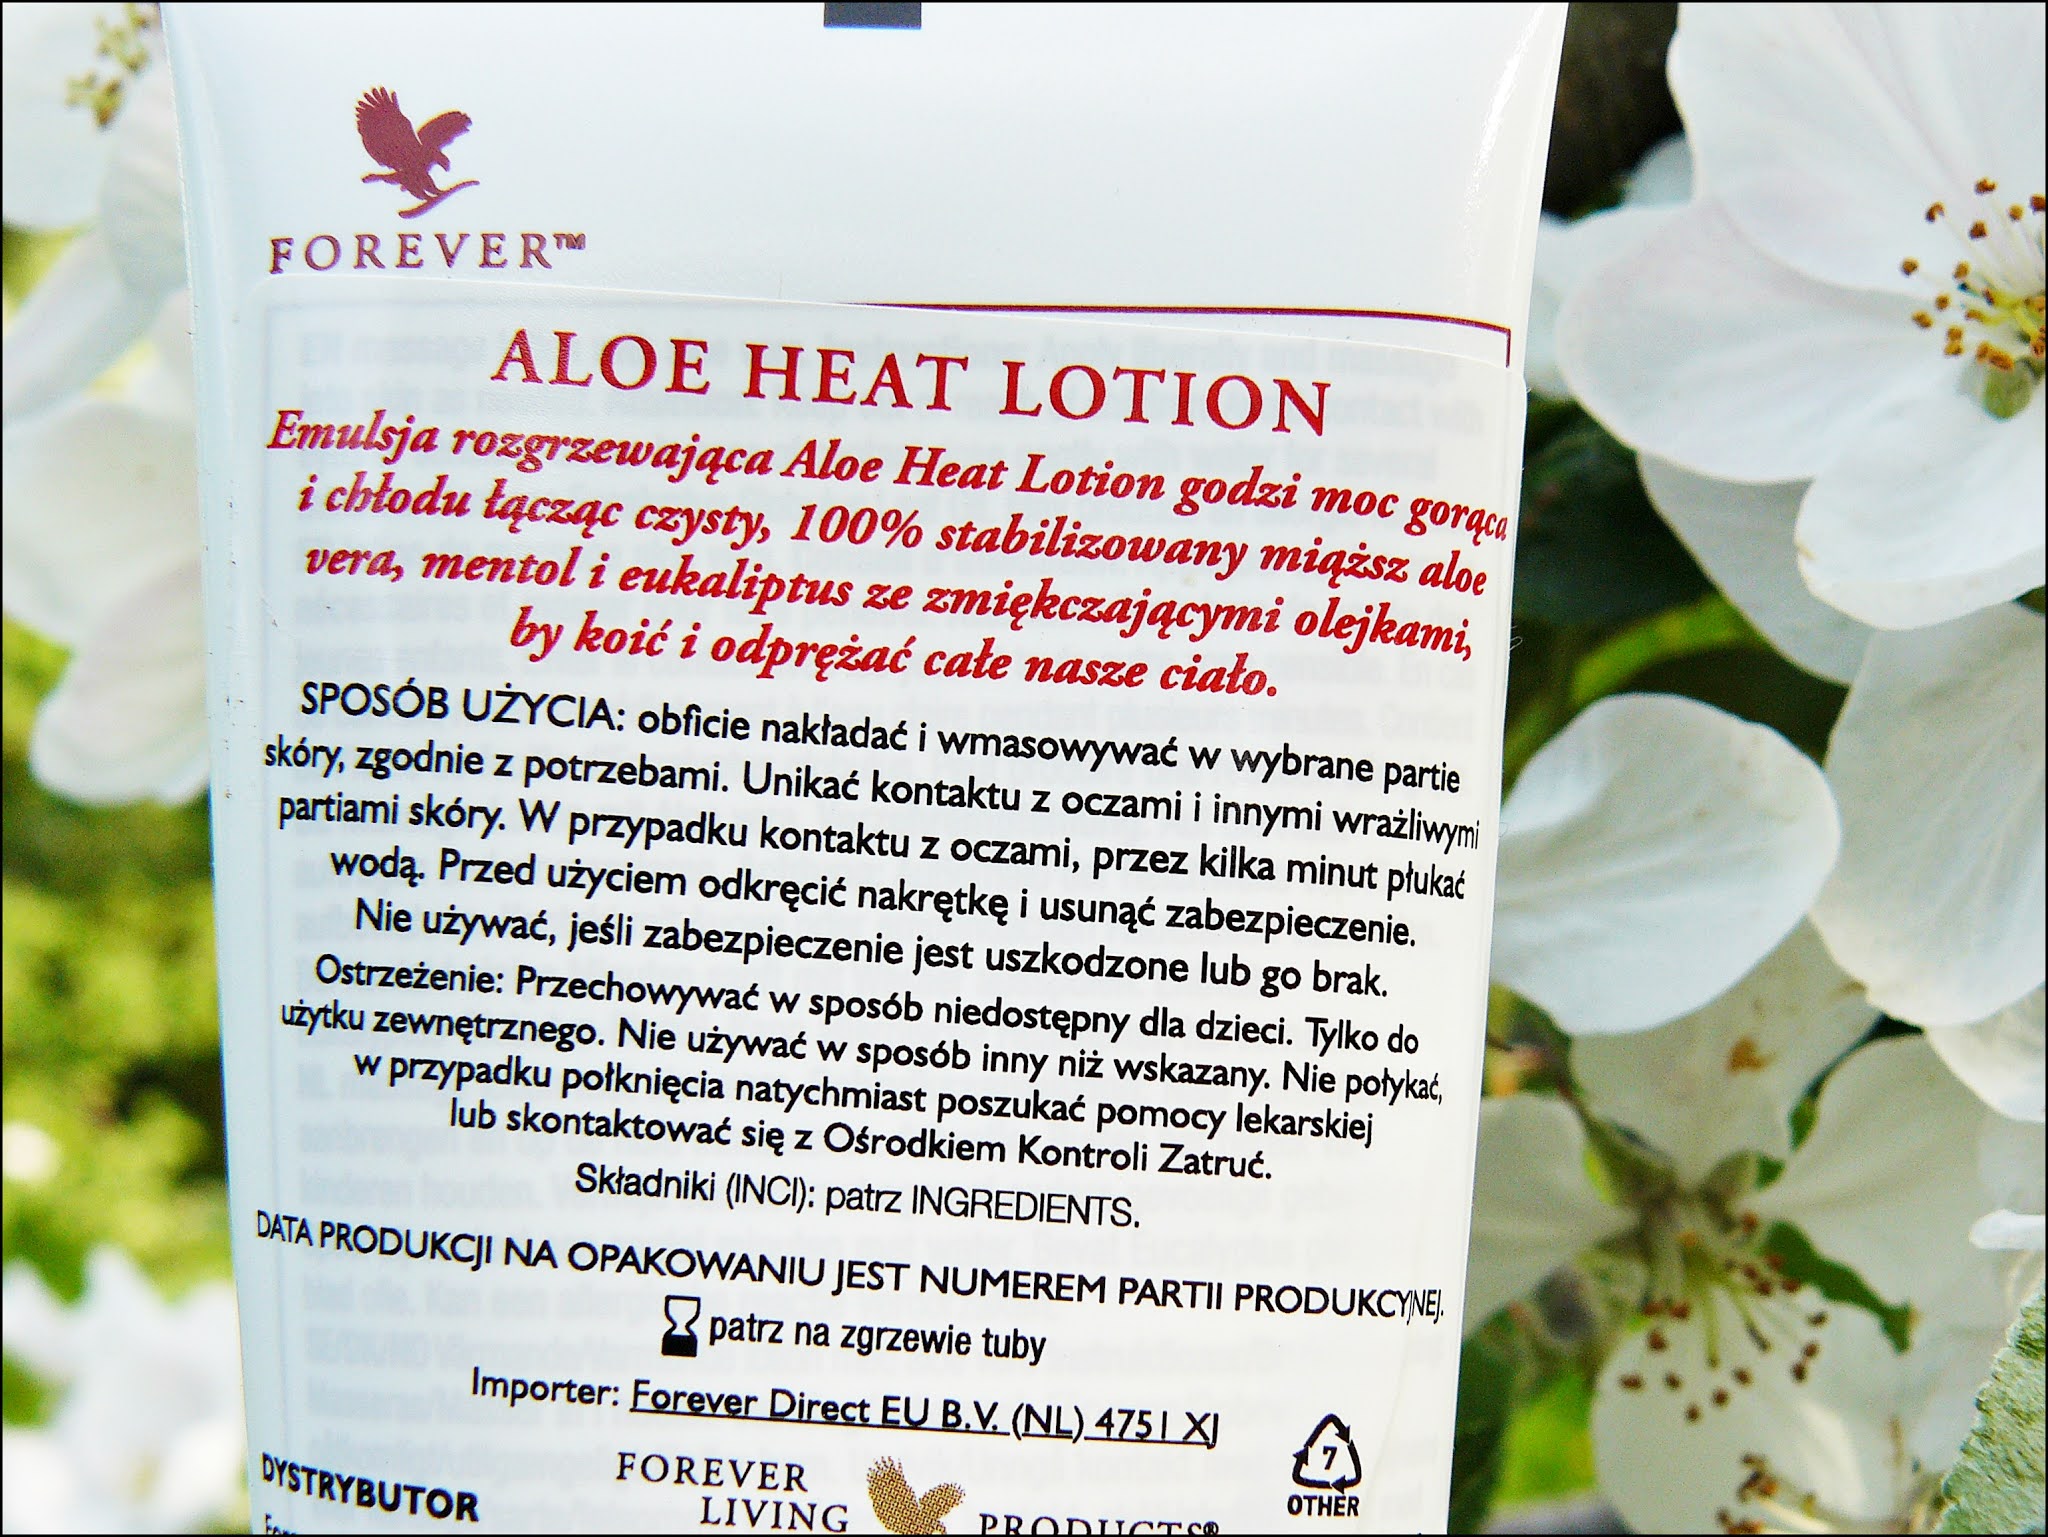 FOREVER™
ALOE HEAT LOTION
Emulsja rozgrzewająca Aloe Heat Lotion godzi moc gorąca
i chłodu łącząc czysty, 100% stabilizowany miąższ aloe
vera, mentol i eukaliptus ze zmiękczającymi olejkami,
by koić i odprężać całe nasze ciało.
SPOSÓB UŻYCIA: obficie nakładać i wmasowywać w wybrane partie
skóry, zgodnie z potrzebami. Unikać kontaktu z oczami i innymi wrażliwymi
partiami skóry. W przypadku kontaktu z oczami, przez kilka minut płukać
wodą. Przed użyciem odkręcić nakrętkę i usunąć zabezpieczenie.
Nie używać, jeśli zabezpieczenie jest uszkodzone lub go brak.
Ostrzeżenie: Przechowywać w sposób niedostępny dla dzieci. Tylko do
użytku zewnętrznego. Nie używać w sposób inny niż wskazany. Nie połykać,
w przypadku połknięcia natychmiast poszukać pomocy lekarskiej
lub skontaktować się z Ośrodkiem Kontroli Zatruć.
Składniki (INCI): patrz INGREDIENTS.
DATA PRODUKCJI NA OPAKOWANIU JEST NUMEREM PARTII PRODUKCYJNEJ.
patrz na zgrzewie tuby
Importer: Forever Direct EU B.V. (NL) 4751 XJ
7
OTHER
DYSTRYBUTOR
FOREVER
LIVING
PRODUCTS®